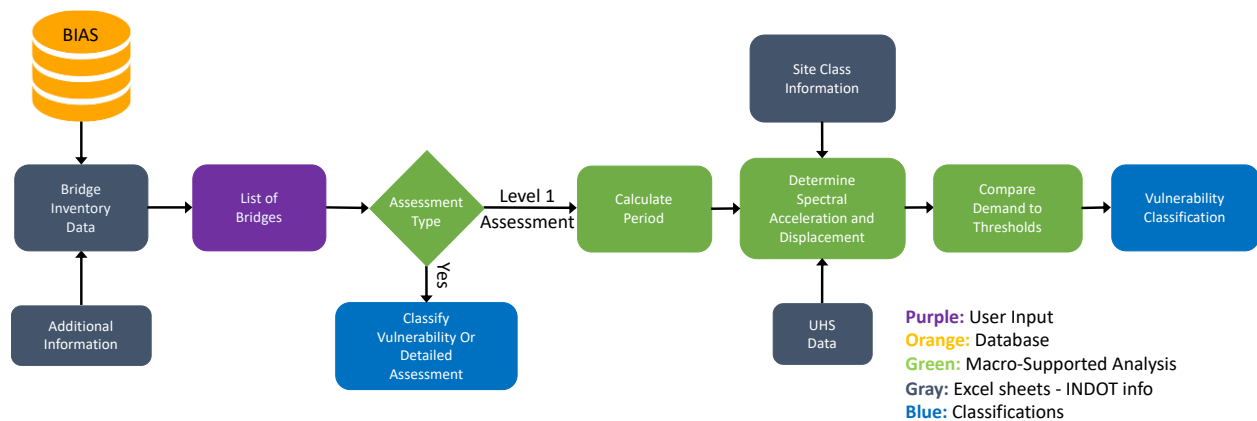 BIAS
Site Class
Information
Bridge
Inventory
Data
List of
Bridges
Assessment
Type
Level 1
Assessment
Calculate
Period
Determine
Spectral
Acceleration and
Displacement
Compare
Demand to
Thresholds
Vulnerability
Classification
Yes
Additional
Information
Classify
Vulnerability Or
Detailed
Assessment
UHS
Data
Purple: User Input
Orange: Database
Green: Macro-Supported Analysis
Gray: Excel sheets - INDOT info
Blue: Classifications